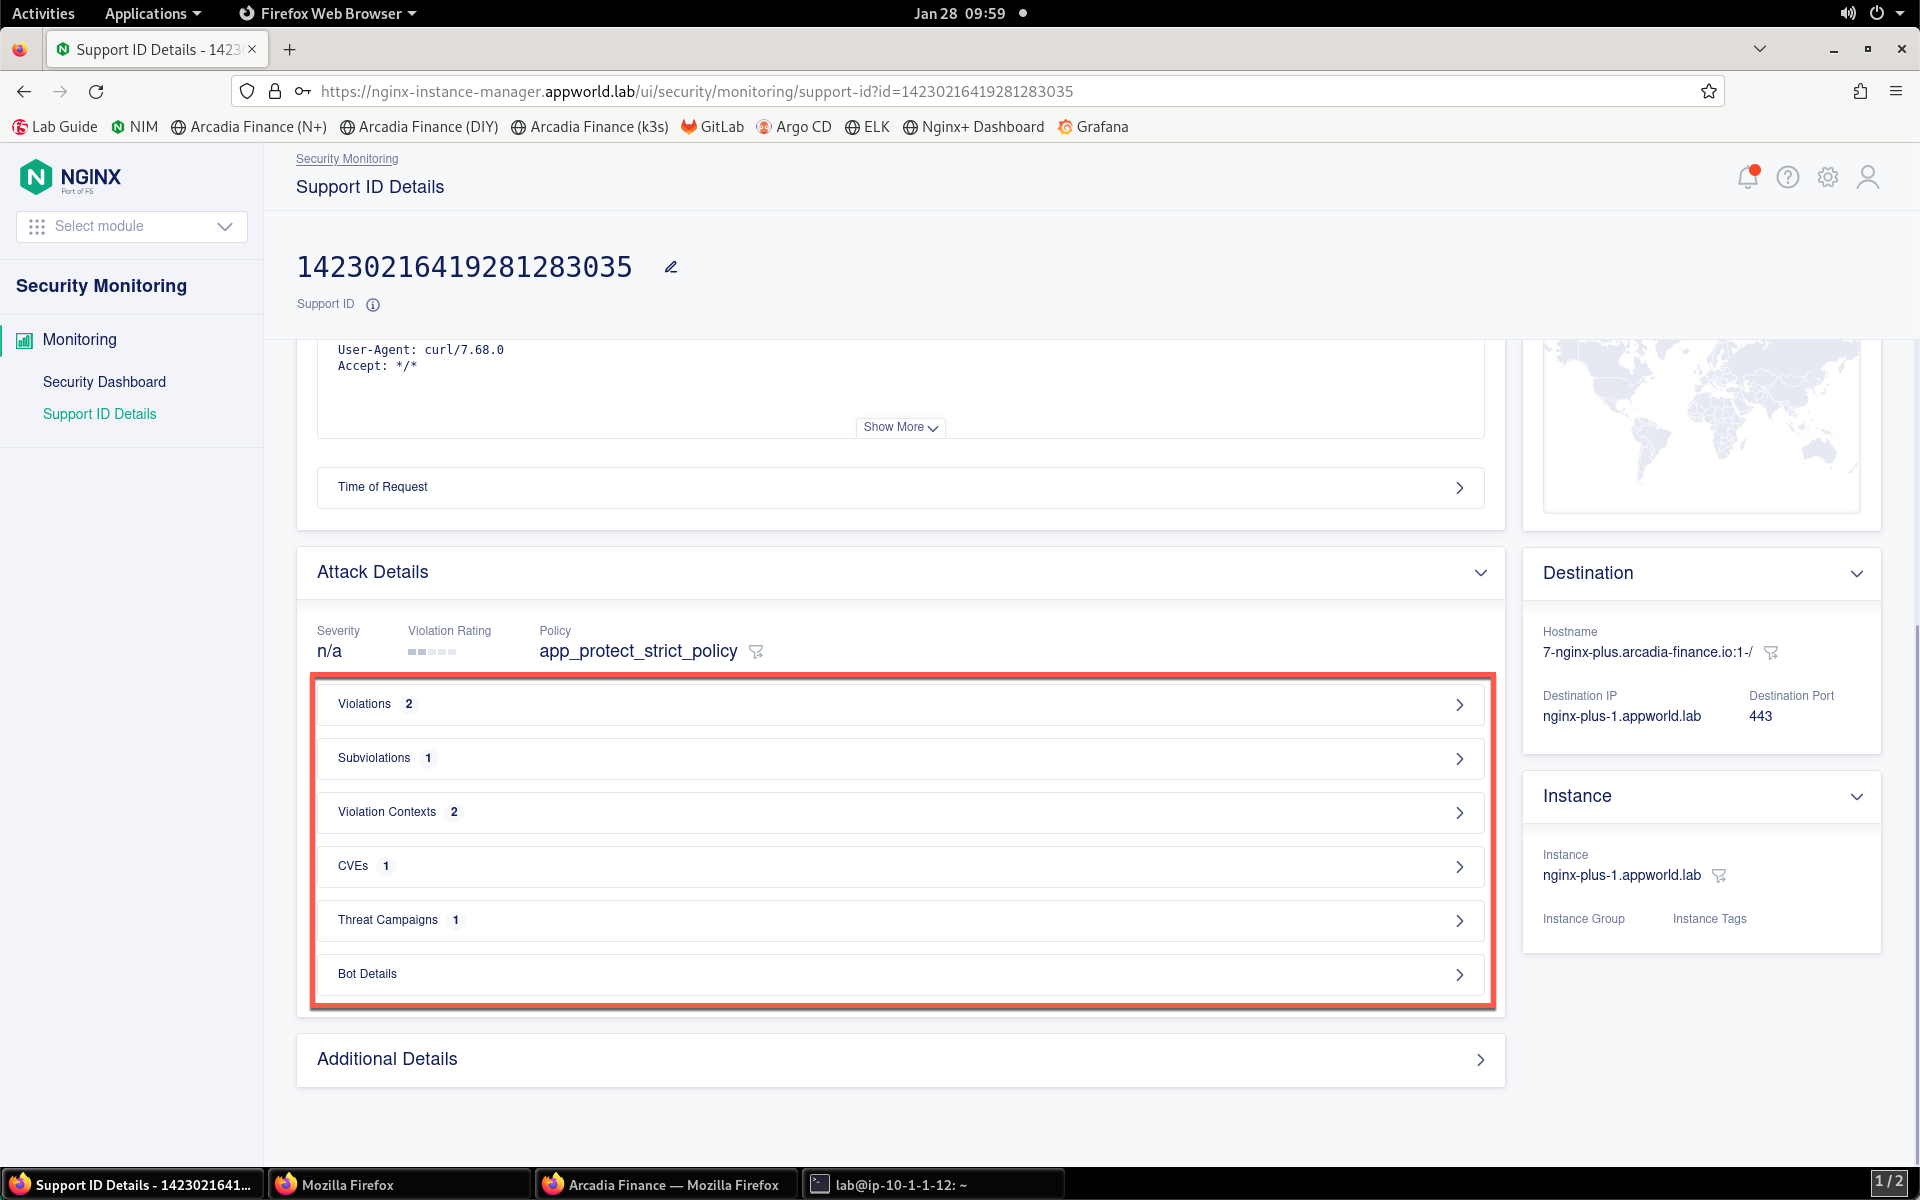 Activities Applications Firefox Web Browser Jan 28 09:59
Support ID Details - 1423
https://nginx-instance-manager.appworld.lab/ui/security/monitoring/support-id?id=14230216419281283035
Lab Guide NIM Arcadia Finance (N+) Arcadia Finance (DIY) Arcadia Finance (k3s) GitLab Argo CD ELK Nginx+ Dashboard Grafana
NGINX
Part of F5
Select module
Security Monitoring
Monitoring
Security Dashboard
Support ID Details
Security Monitoring
Support ID Details
14230216419281283035
Support ID
User-Agent: curl/7.68.0
Accept: */*
Show More
Time of Request
Attack Details
Severity Violation Rating Policy
n/a app_protect_strict_policy
Violations 2
Subviolations 1
Violation Contexts 2
CVEs 1
Threat Campaigns 1
Bot Details
Additional Details
Destination
Hostname
7-nginx-plus.arcadia-finance.io:1-/
Destination IP Destination Port
nginx-plus-1.appworld.lab 443
Instance
Instance
nginx-plus-1.appworld.lab
Instance Group Instance Tags
Support ID Details - 1423021641... Mozilla Firefox Arcadia Finance — Mozilla Firefox lab@ip-10-1-1-12: ~ 1 / 2